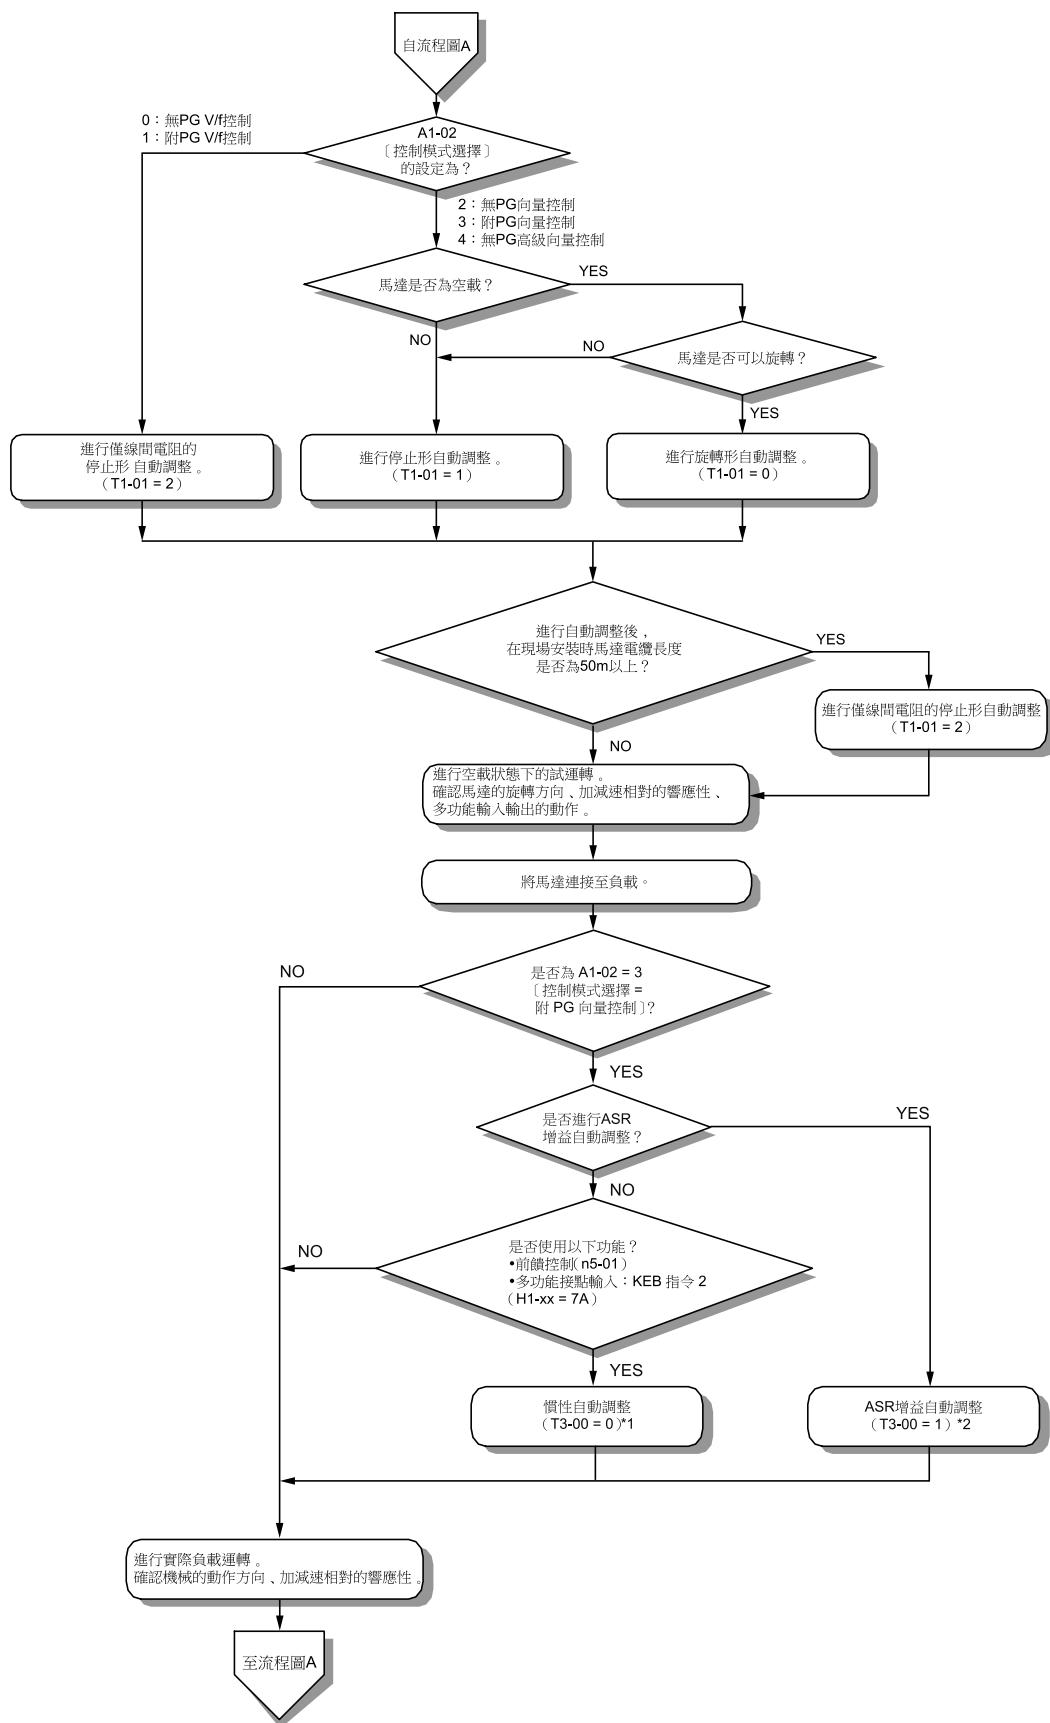 自流程圖A
0：無PG V/f控制
1：附PG V/f控制
A1-02
〔控制模式選擇〕
的設定為？
2：無PG向量控制
3：附PG向量控制
4：無PG高級向量控制
馬達是否為空載？
YES
NO
NO
馬達是否可以旋轉？
YES
進行僅線間電阻的
停止形 自動調整。
（T1-01 = 2）
進行停止形自動調整。
（T1-01 = 1）
進行旋轉形自動調整。
（T1-01 = 0）
進行自動調整後，
在現場安裝時馬達電纜長度
是否為50m以上？
YES
進行僅線間電阻的停止形自動調整
（T1-01 = 2）
NO
進行空載狀態下的試運轉。
確認馬達的旋轉方向、加減速相對的響應性、
多功能輸入輸出的動作。
將馬達連接至負載。
NO
是否為 A1-02 = 3
〔控制模式選擇 =
附 PG 向量控制〕?
YES
是否進行ASR
增益自動調整？
YES
NO
NO
是否使用以下功能？
•前饋控制(n5-01)
•多功能接點輸入：KEB 指令 2
（H1-xx = 7A）
YES
慣性自動調整
（T3-00 = 0）*1
ASR增益自動調整
（T3-00 = 1）*2
進行實際負載運轉。
確認機械的動作方向、加減速相對的響應性。
至流程圖A